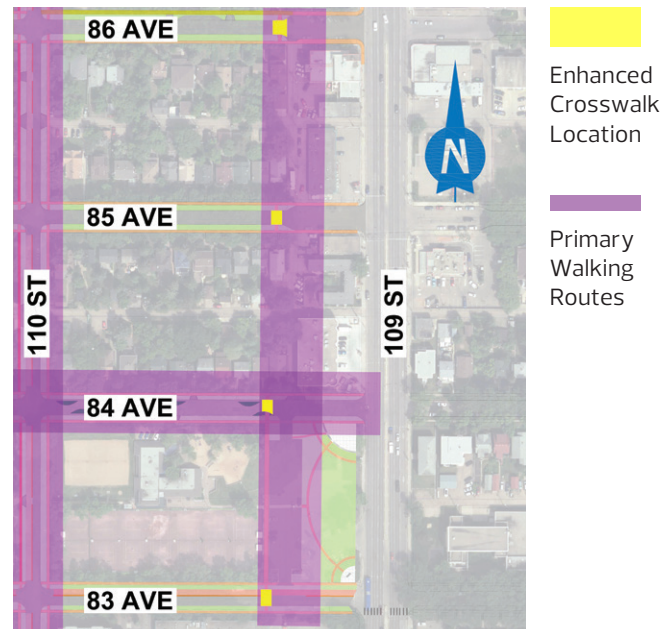 86 AVE
N
85 AVE
110 ST
109 ST
84 AVE
83 AVE
Enhanced
Crosswalk
Location
Primary
Walking
Routes